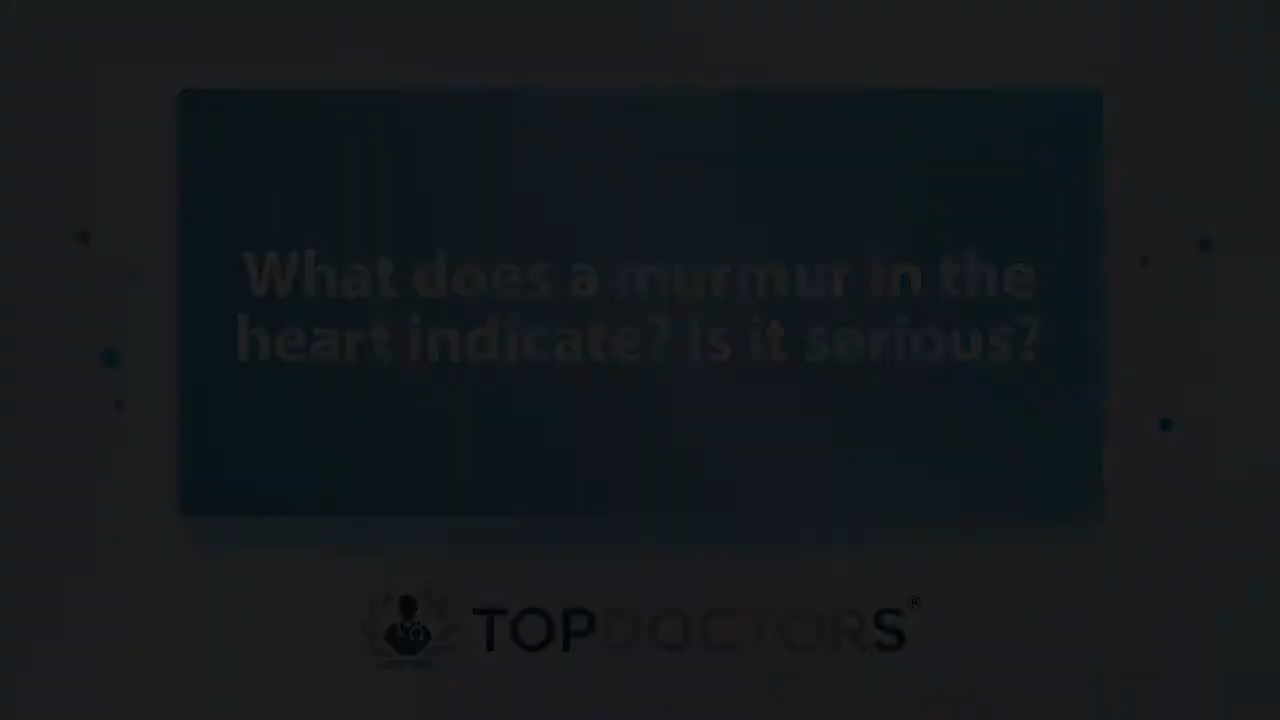 What does a murmur in the
heart indicate? Is it serious?
TOPDOCTORS®